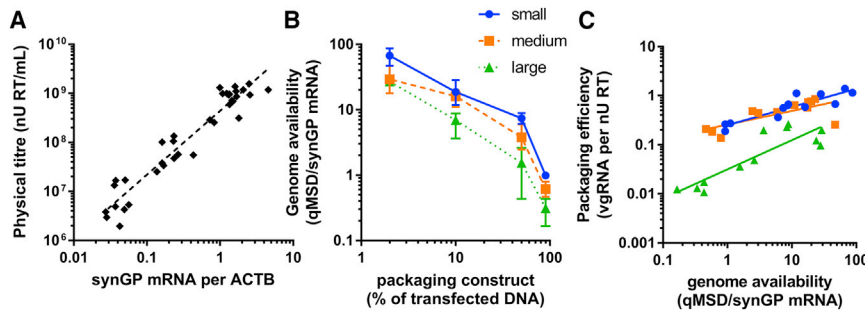 A
Physical titre (nU RT/mL)
10^10
10^9
10^8
10^7
10^6
0.01 0.1 1 10
synGP mRNA per ACTB
B
small
medium
large
Genome availability
(qMSD/synGP mRNA)
100
10
1
0.1
1 10 100
packaging construct
(% of transfected DNA)
C
Packaging efficiency
(vgRNA per nU RT)
100
10
1
0.1
0.01
0.001
0.1 1 10 100
genome availability
(qMSD/synGP mRNA)